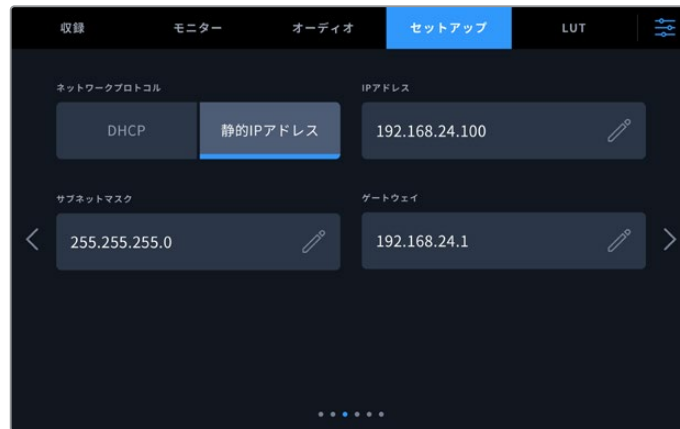 収録 モニター オーディオ セットアップ LUT
ネットワークプロトコル IPアドレス
DHCP 静的IPアドレス 192.168.24.100
サブネットマスク ゲートウェイ
255.255.255.0 192.168.24.1